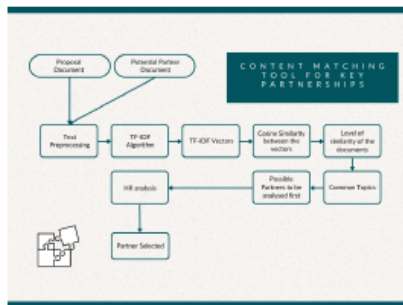 Proposal
Document
Potential Partner
Document
CONTENT MATCHING
TOOL FOR KEY
PARTNERSHIPS
Text
Preprocessing
TF-IDF
Algorithm
TF-IDF Vectors
Cosine Similarity
between the
vectors
Level of
similarity of the
documents
HR analysis
Possible
Partners to be
analysed first
Common Topics
Partner Selected